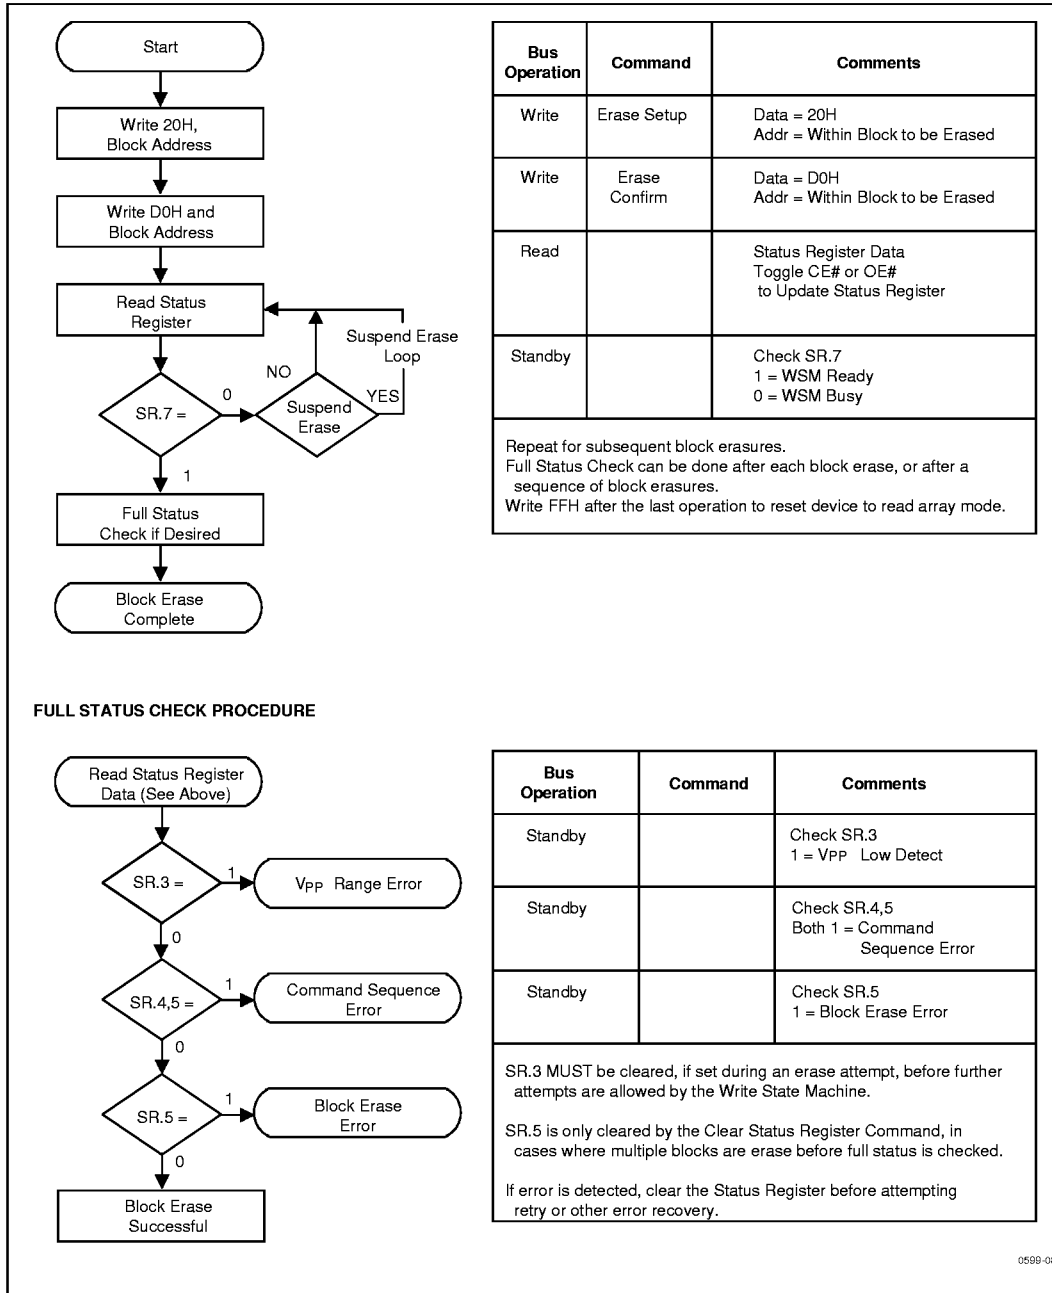 Start
Write 20H,
Block Address
Write D0H and
Block Address
Read Status
Register
Suspend Erase
Loop
NO
YES
SR.7 =
0
Suspend
Erase
1
Full Status
Check if Desired
Block Erase
Complete
Bus
Operation
Command
Comments
Write
Erase Setup
Data = 20H
Addr = Within Block to be Erased
Write
Erase
Confirm
Data = D0H
Addr = Within Block to be Erased
Read
Status Register Data
Toggle CE# or OE#
to Update Status Register
Standby
Check SR.7
1 = WSM Ready
0 = WSM Busy
Repeat for subsequent block erasures.
Full Status Check can be done after each block erase, or after a
sequence of block erasures.
Write FFH after the last operation to reset device to read array mode.
FULL STATUS CHECK PROCEDURE
Read Status Register
Data (See Above)
SR.3 =
1
VPP Range Error
0
SR.4,5 =
1
Command Sequence
Error
0
SR.5 =
1
Block Erase
Error
0
Block Erase
Successful
Bus
Operation
Command
Comments
Standby
Check SR.3
1 = VPP Low Detect
Standby
Check SR.4,5
Both 1 = Command
Sequence Error
Standby
Check SR.5
1 = Block Erase Error
SR.3 MUST be cleared, if set during an erase attempt, before further
attempts are allowed by the Write State Machine.
SR.5 is only cleared by the Clear Status Register Command, in
cases where multiple blocks are erase before full status is checked.
If error is detected, clear the Status Register before attempting
retry or other error recovery.